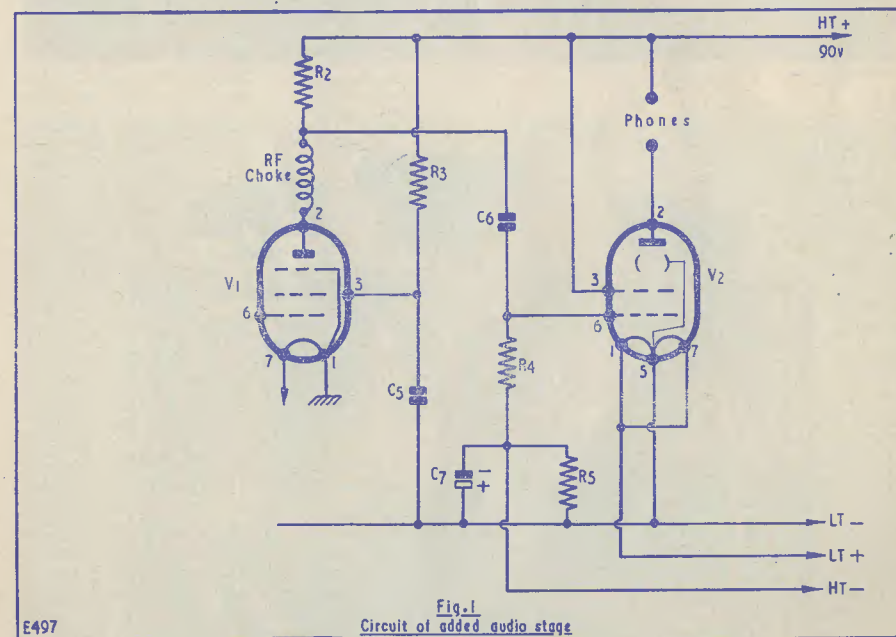 HT +
90v
R2
Phones
RF
Choke
R3
C6
2
2
V1
3
V2
3
6
6
7
1
1
5
7
C5
R4
C7
−
+
R5
LT −
LT +
HT −
Fig.1
Circuit of added audio stage
E497